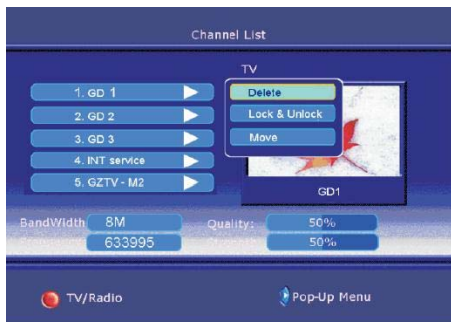 Channel List
TV
1. GD 1
2. GD 2
3. GD 3
4. INT service
5. GZTV - M2
Delete
Lock & Unlock
Move
GD1
BandWidth 8M Quality: 50%
633995 50%
TV/Radio Pop-Up Menu